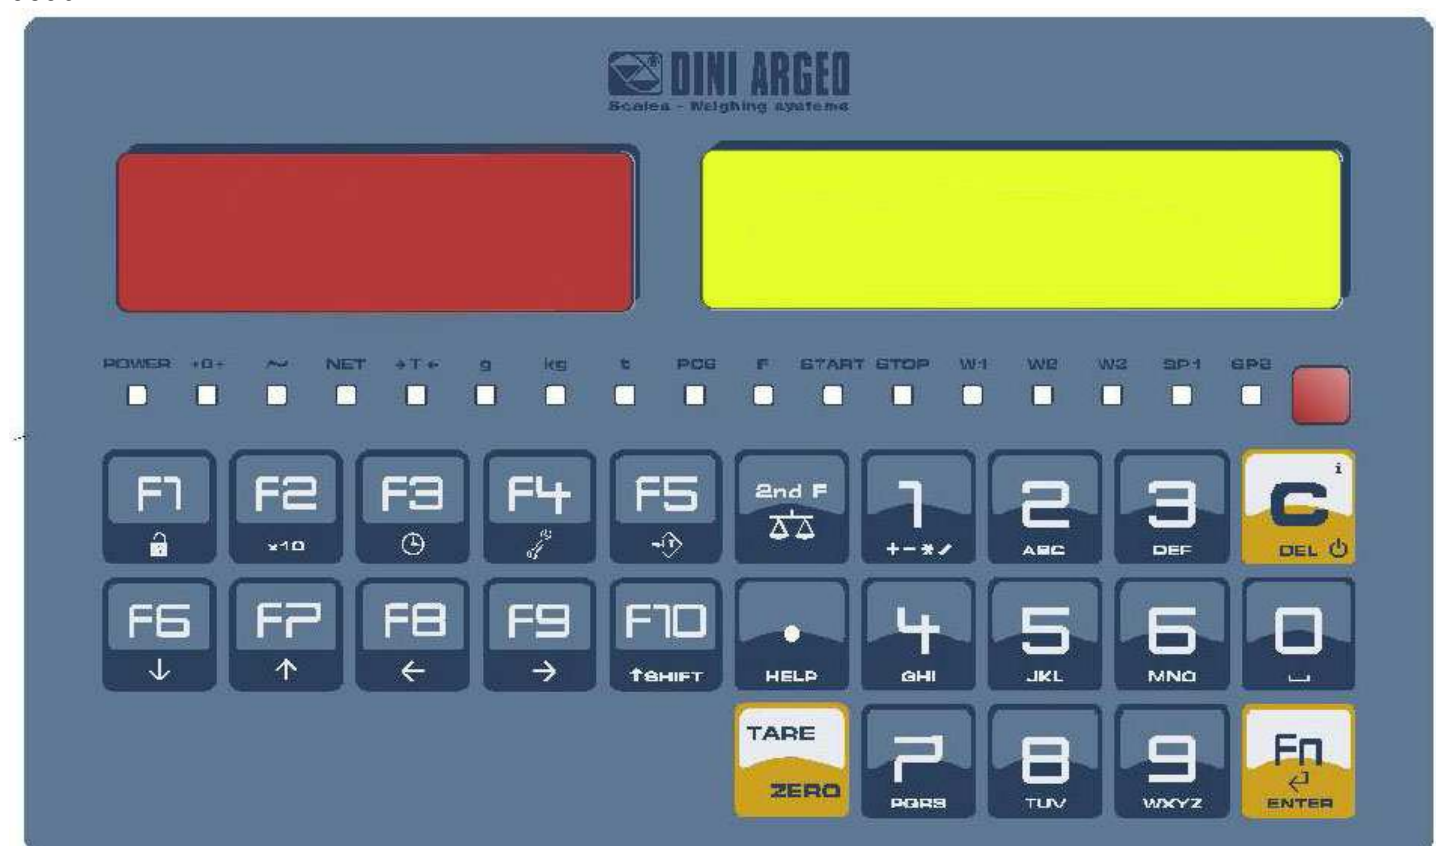 DINI ARGEO
Scales - Weighing systems
POWER →0← ~ NET →T← g kg t PCS F START STOP W1 W2 W3 SP1 SP2
F1 F2 F3 F4 F5 2nd F 1 2 3 C i
x10 T +-*/ ABC DEF DEL
F6 F7 F8 F9 F10 . 4 5 6 0
↓ ↑ ← → ↑SHIFT HELP GHI JKL MNO ⎵
TARE 7 8 9 Fn
ZERO PQRS TUV WXYZ ENTER